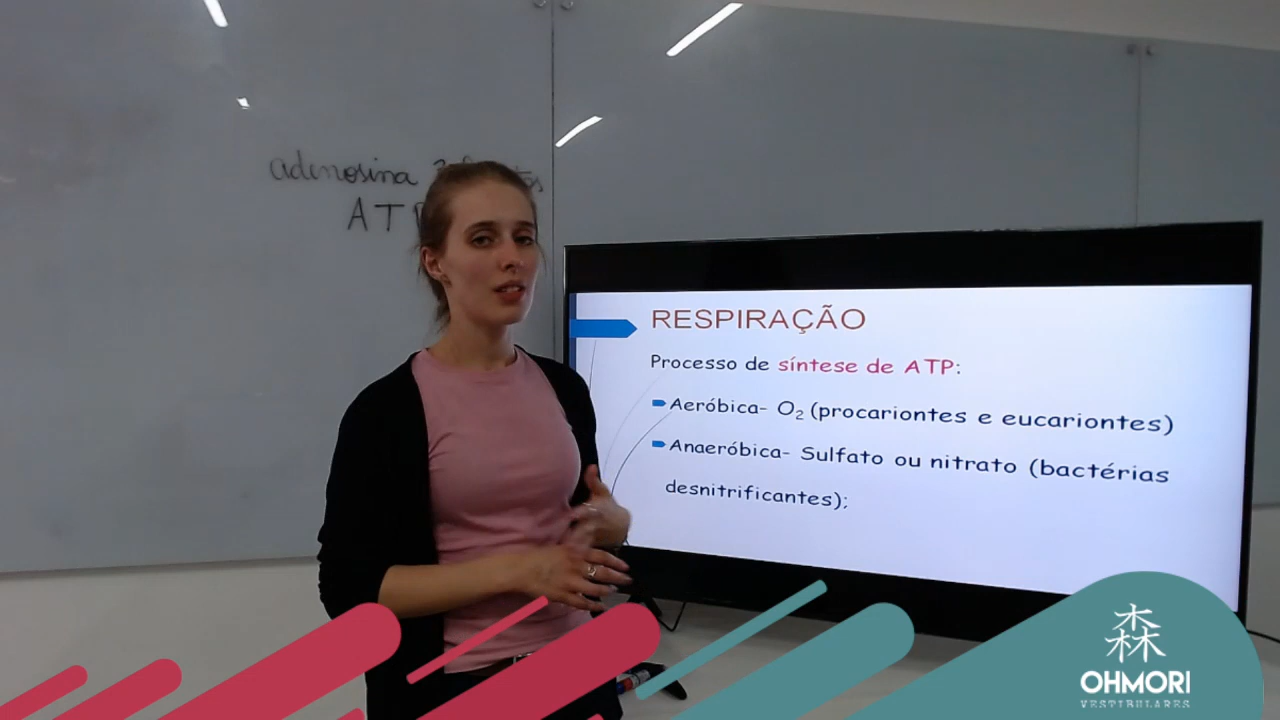 adenosina
AT
RESPIRAÇÃO
Processo de síntese de ATP:
Aeróbica- O₂ (procariontes e eucariontes)
Anaeróbica- Sulfato ou nitrato (bactérias
desnitrificantes);
森
OHMORI
VESTIBULARES